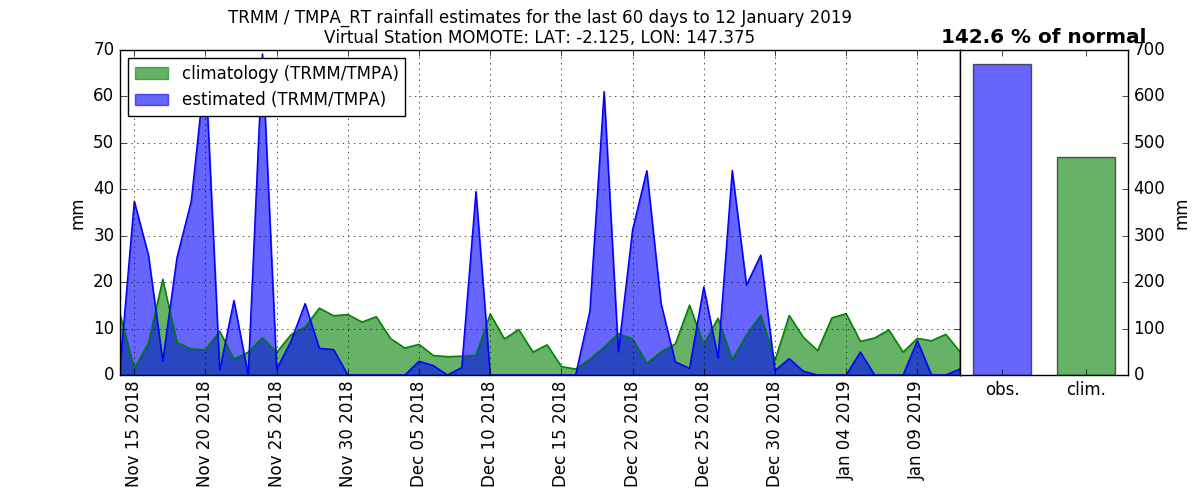 TRMM / TMPA_RT rainfall estimates for the last 60 days to 12 January 2019
Virtual Station MOMOTE: LAT: -2.125, LON: 147.375
142.6 % of normal
climatology (TRMM/TMPA)
estimated (TRMM/TMPA)
70
60
50
40
30
20
10
0
mm
Nov 15 2018
Nov 20 2018
Nov 25 2018
Nov 30 2018
Dec 05 2018
Dec 10 2018
Dec 15 2018
Dec 20 2018
Dec 25 2018
Dec 30 2018
Jan 04 2019
Jan 09 2019
700
600
500
400
300
200
100
0
mm
obs.
clim.